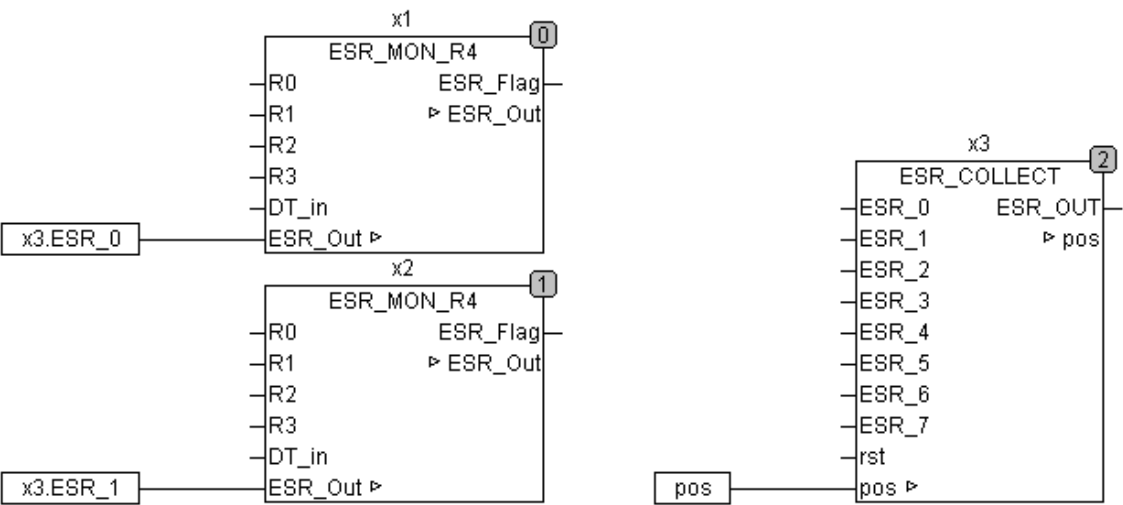 x1
0
ESR_MON_R4
R0 ESR_Flag
R1 ESR_Out
R2
R3
DT_in
x3.ESR_0 ESR_Out
x2
1
ESR_MON_R4
R0 ESR_Flag
R1 ESR_Out
R2
R3
DT_in
x3.ESR_1 ESR_Out
x3
2
ESR_COLLECT
ESR_0 ESR_OUT
ESR_1 pos
ESR_2
ESR_3
ESR_4
ESR_5
ESR_6
ESR_7
rst
pos pos